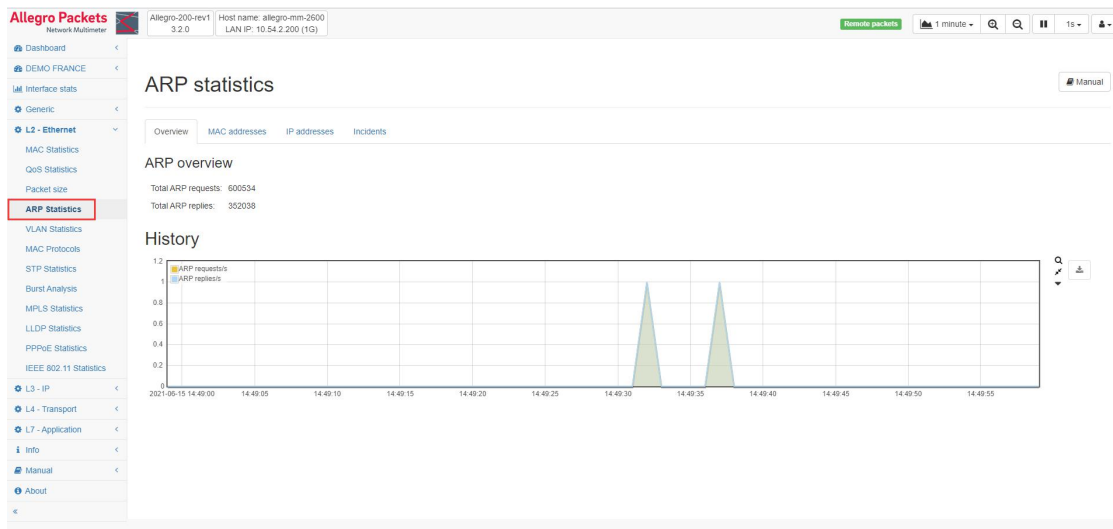 Allegro Packets
Network Multimeter
Allegro-200-rev1
3.2.0
Host name: allegro-mm-2600
LAN IP: 10.54.2.200 (1G)
Remote packets
1 minute
1s
Dashboard
DEMO FRANCE
Interface stats
Generic
L2 - Ethernet
MAC Statistics
QoS Statistics
Packet size
ARP Statistics
VLAN Statistics
MAC Protocols
STP Statistics
Burst Analysis
MPLS Statistics
LLDP Statistics
PPPoE Statistics
IEEE 802.11 Statistics
L3 - IP
L4 - Transport
L7 - Application
Info
Manual
About
ARP statistics
Manual
Overview MAC addresses IP addresses Incidents
ARP overview
Total ARP requests: 600534
Total ARP replies: 352038
History
ARP requests/s
ARP replies/s
1.2
1
0.8
0.6
0.4
0.2
0
2021-06-15 14:49:00 14:49:05 14:49:10 14:49:15 14:49:20 14:49:25 14:49:30 14:49:35 14:49:40 14:49:45 14:49:50 14:49:55